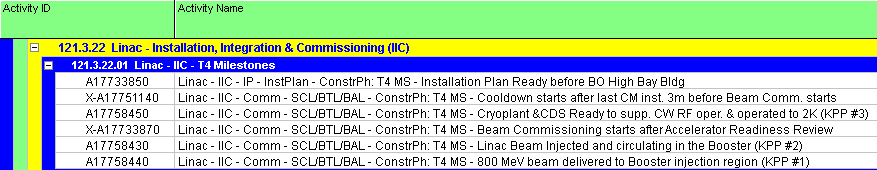 Activity ID Activity Name
121.3.22 Linac - Installation, Integration & Commissioning (IIC)
121.3.22.01 Linac - IIC - T4 Milestones
A17733850 Linac - IIC - IP - InstPlan - ConstrPh: T4 MS - Installation Plan Ready before BO High Bay Bldg
X-A17751140 Linac - IIC - Comm - SCL/BTL/BAL - ConstrPh: T4 MS - Cooldown starts after last CM inst. 3m before Beam Comm. starts
A17758450 Linac - IIC - Comm - SCL/BTL/BAL - ConstrPh: T4 MS - Cryoplant &CDS Ready to supp. CW RF oper. & operated to 2K (KPP #3)
X-A17733870 Linac - IIC - Comm - SCL/BTL/BAL - ConstrPh: T4 MS - Beam Commissioning starts after Accelerator Readiness Review
A17758430 Linac - IIC - Comm - SCL/BTL/BAL - ConstrPh: T4 MS - Linac Beam Injected and circulating in the Booster (KPP #2)
A17758440 Linac - IIC - Comm - SCL/BTL/BAL - ConstrPh: T4 MS - 800 MeV beam delivered to Booster injection region (KPP #1)